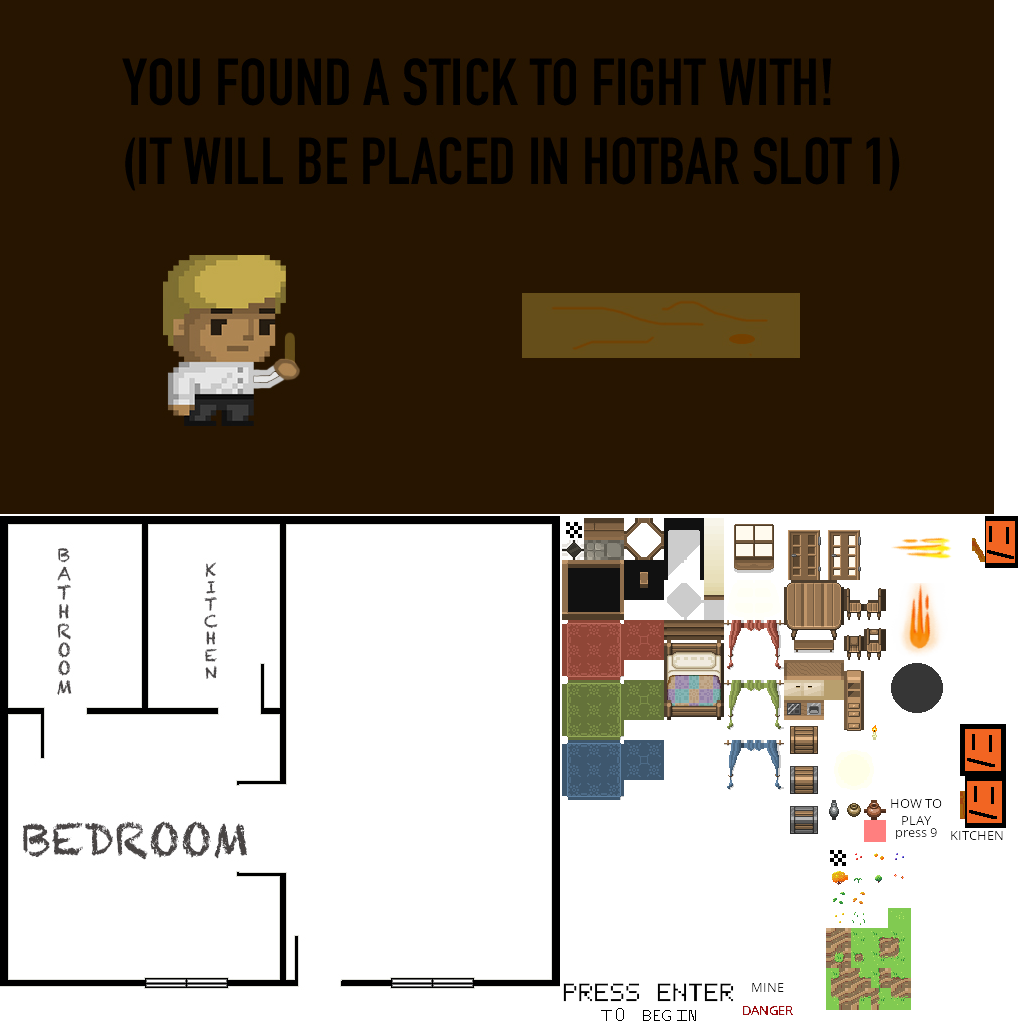 YOU FOUND A STICK TO FIGHT WITH!
(IT WILL BE PLACED IN HOTBAR SLOT 1)
BATHROOM
KITCHEN
BEDROOM
HOW TO
PLAY
press 9
KITCHEN
PRESS ENTER
TO BEGIN
MINE
DANGER